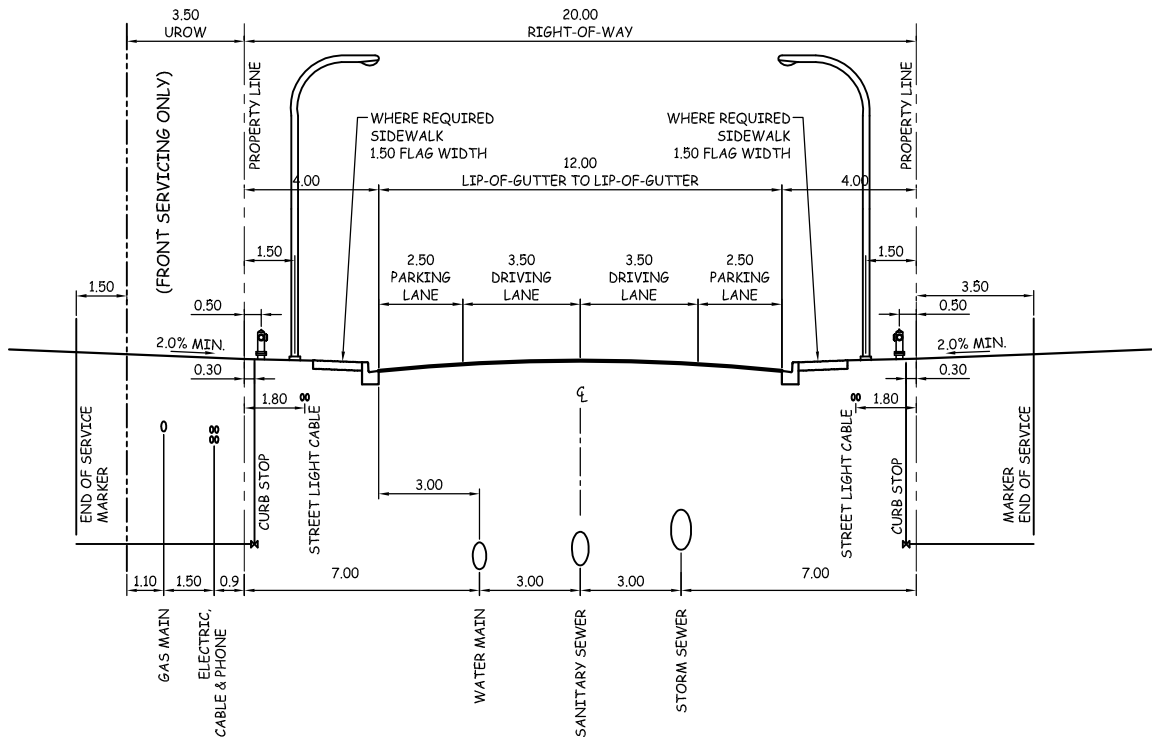 3.50
UROW
20.00
RIGHT-OF-WAY
(FRONT SERVICING ONLY)
PROPERTY LINE
PROPERTY LINE
WHERE REQUIRED
SIDEWALK
1.50 FLAG WIDTH
WHERE REQUIRED
SIDEWALK
1.50 FLAG WIDTH
12.00
LIP-OF-GUTTER TO LIP-OF-GUTTER
4.00
4.00
1.50
1.50
2.50
PARKING
LANE
3.50
DRIVING
LANE
3.50
DRIVING
LANE
2.50
PARKING
LANE
1.50
3.50
0.50
0.50
2.0% MIN.
2.0% MIN.
0.30
0.30
CL
1.80
1.80
END OF SERVICE
MARKER
CURB STOP
STREET LIGHT CABLE
STREET LIGHT CABLE
CURB STOP
MARKER
END OF SERVICE
3.00
1.10
1.50
0.9
7.00
3.00
3.00
7.00
GAS MAIN
ELECTRIC,
CABLE & PHONE
WATER MAIN
SANITARY SEWER
STORM SEWER